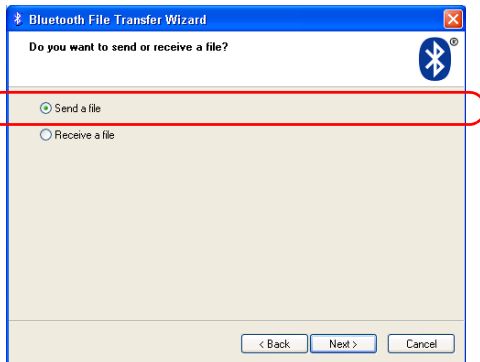 Bluetooth File Transfer Wizard
Do you want to send or receive a file?
®
Send a file
Receive a file
< Back Next > Cancel